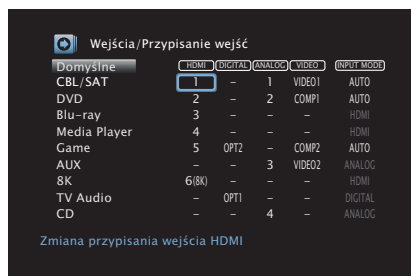 Wejścia/Przypisanie wejść
Domyślne HDMI DIGITAL ANALOG VIDEO INPUT MODE
CBL/SAT 1 – 1 VIDEO1 AUTO
DVD 2 – 2 COMP1 AUTO
Blu-ray 3 – – – HDMI
Media Player 4 – – – HDMI
Game 5 OPT2 – COMP2 AUTO
AUX – – 3 VIDEO2 ANALOG
8K 6(8K) – – – HDMI
TV Audio – OPT1 – – DIGITAL
CD – – 4 – ANALOG
Zmiana przypisania wejścia HDMI